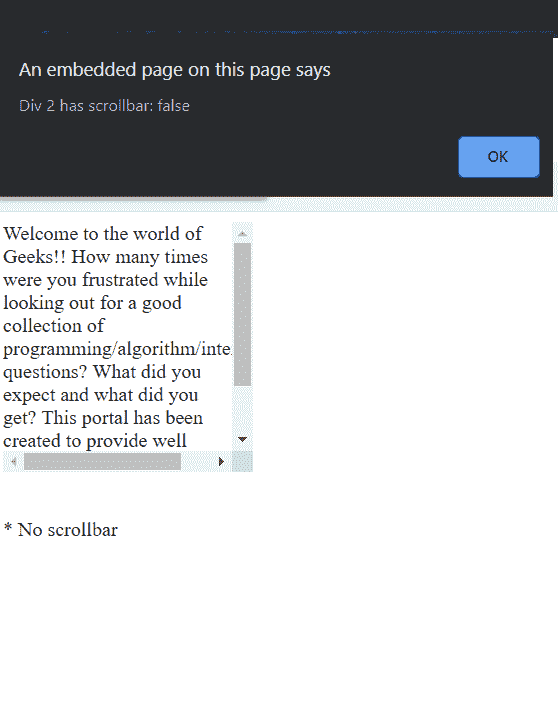 An embedded page on this page says
Div 2 has scrollbar: false
OK
Welcome to the world of
Geeks!! How many times
were you frustrated while
looking out for a good
collection of
programming/algorithm/inte
questions? What did you
expect and what did you
get? This portal has been
created to provide well
* No scrollbar